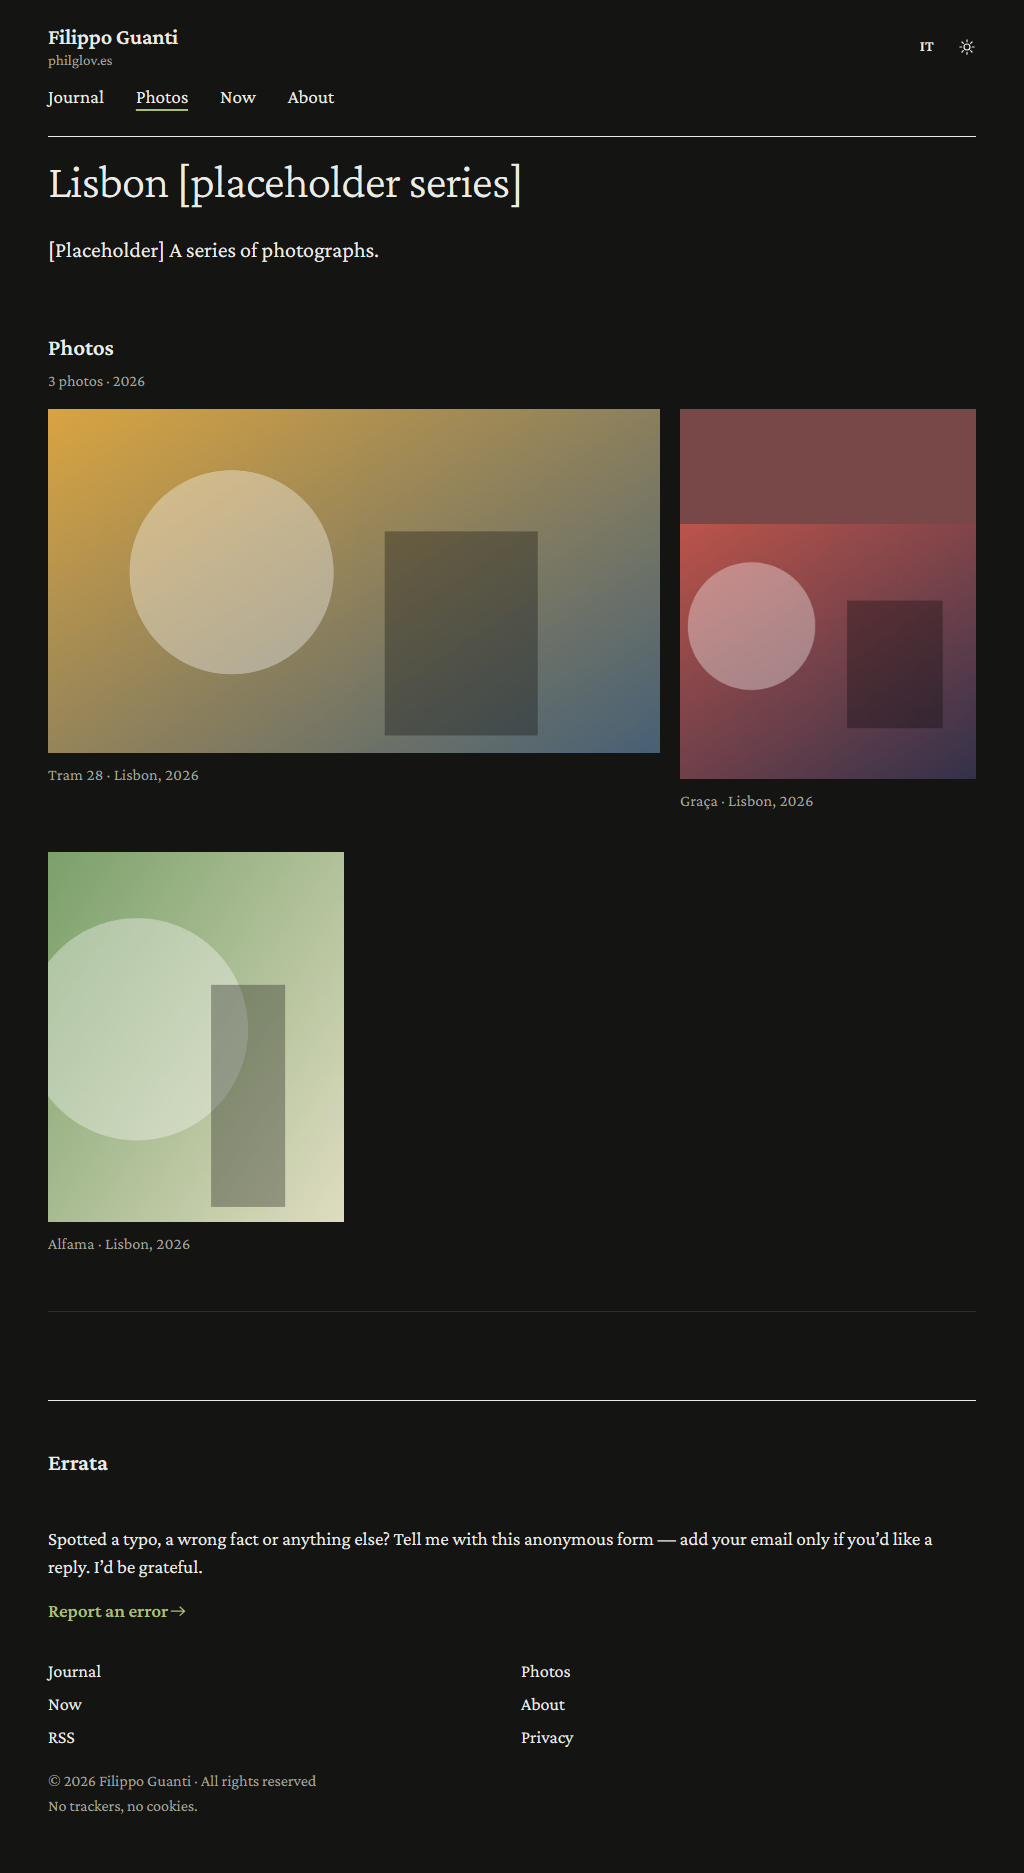 Filippo Guanti
philglov.es
IT
Journal Photos Now About
Lisbon [placeholder series]
[Placeholder] A series of photographs.
Photos
3 photos · 2026
Tram 28 · Lisbon, 2026
Graça · Lisbon, 2026
Alfama · Lisbon, 2026
Errata
Spotted a typo, a wrong fact or anything else? Tell me with this anonymous form — add your email only if you’d like a
reply. I’d be grateful.
Report an error→
Journal
Photos
Now
About
RSS
Privacy
© 2026 Filippo Guanti · All rights reserved
No trackers, no cookies.